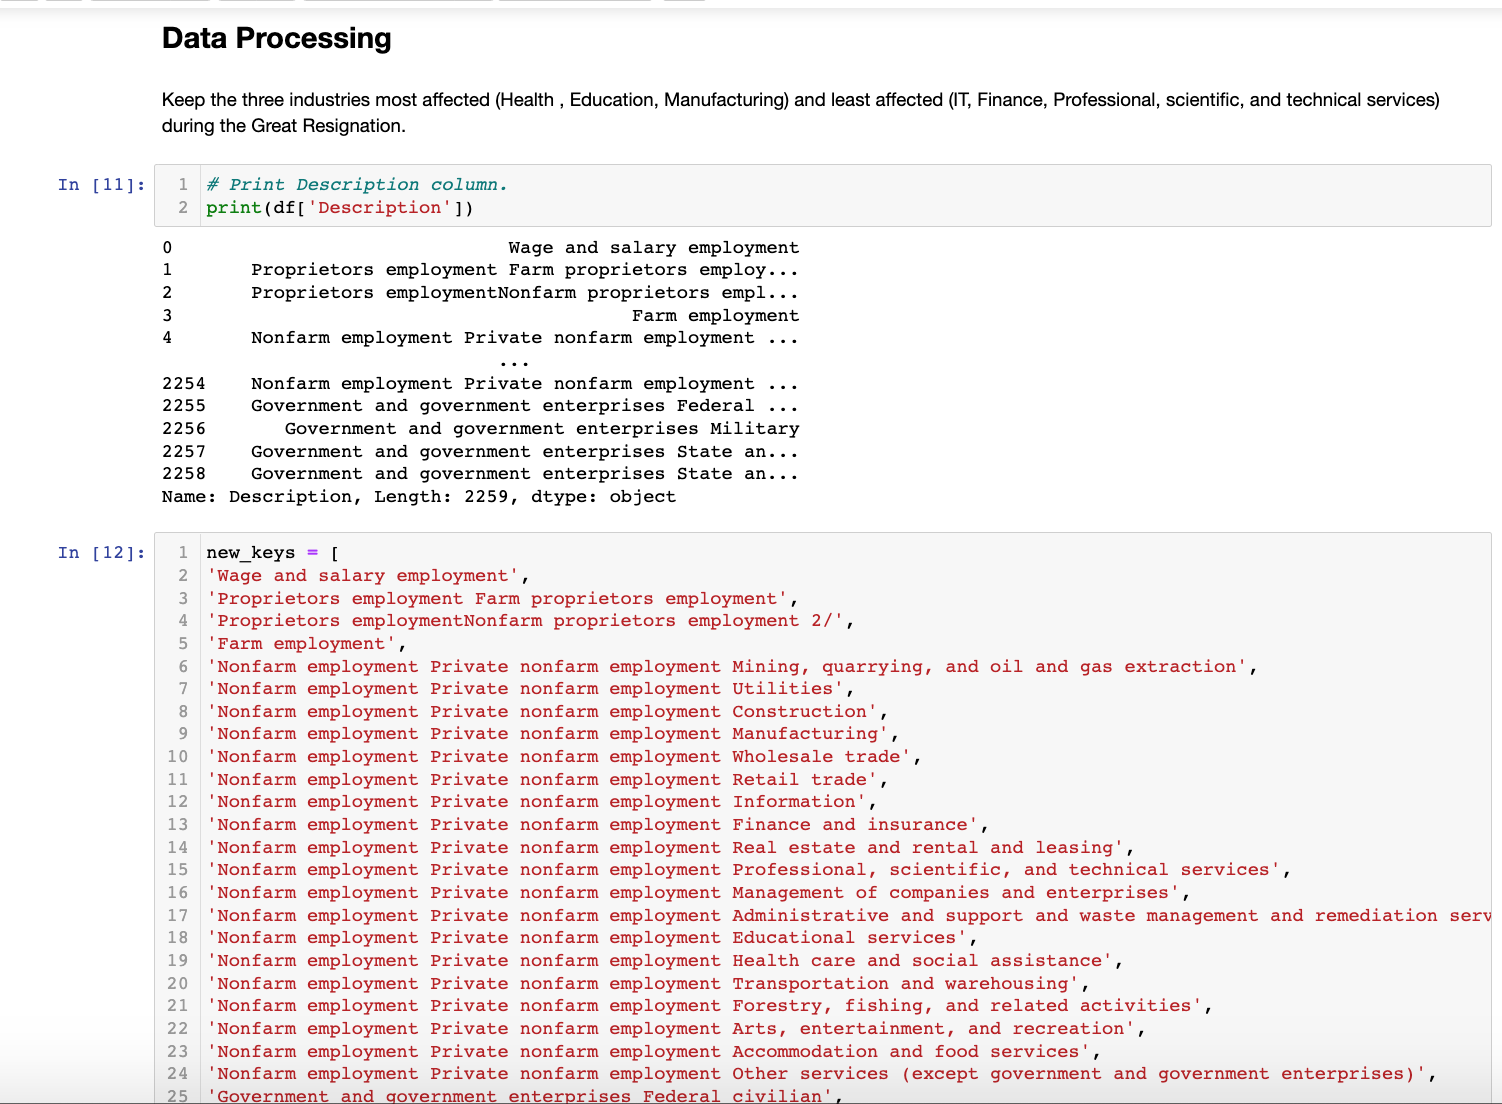 Data Processing
Keep the three industries most affected (Health , Education, Manufacturing) and least affected (IT, Finance, Professional, scientific, and technical services)
during the Great Resignation.
In [11]:
1 # Print Description column.
2 print(df['Description'])
0 Wage and salary employment
1 Proprietors employment Farm proprietors employ...
2 Proprietors employmentNonfarm proprietors empl...
3 Farm employment
4 Nonfarm employment Private nonfarm employment ...
...
2254 Nonfarm employment Private nonfarm employment ...
2255 Government and government enterprises Federal ...
2256 Government and government enterprises Military
2257 Government and government enterprises State an...
2258 Government and government enterprises State an...
Name: Description, Length: 2259, dtype: object
In [12]:
1 new_keys = [
2 'Wage and salary employment',
3 'Proprietors employment Farm proprietors employment',
4 'Proprietors employmentNonfarm proprietors employment 2/',
5 'Farm employment',
6 'Nonfarm employment Private nonfarm employment Mining, quarrying, and oil and gas extraction',
7 'Nonfarm employment Private nonfarm employment Utilities',
8 'Nonfarm employment Private nonfarm employment Construction',
9 'Nonfarm employment Private nonfarm employment Manufacturing',
10 'Nonfarm employment Private nonfarm employment Wholesale trade',
11 'Nonfarm employment Private nonfarm employment Retail trade',
12 'Nonfarm employment Private nonfarm employment Information',
13 'Nonfarm employment Private nonfarm employment Finance and insurance',
14 'Nonfarm employment Private nonfarm employment Real estate and rental and leasing',
15 'Nonfarm employment Private nonfarm employment Professional, scientific, and technical services',
16 'Nonfarm employment Private nonfarm employment Management of companies and enterprises',
17 'Nonfarm employment Private nonfarm employment Administrative and support and waste management and remediation serv
18 'Nonfarm employment Private nonfarm employment Educational services',
19 'Nonfarm employment Private nonfarm employment Health care and social assistance',
20 'Nonfarm employment Private nonfarm employment Transportation and warehousing',
21 'Nonfarm employment Private nonfarm employment Forestry, fishing, and related activities',
22 'Nonfarm employment Private nonfarm employment Arts, entertainment, and recreation',
23 'Nonfarm employment Private nonfarm employment Accommodation and food services',
24 'Nonfarm employment Private nonfarm employment Other services (except government and government enterprises)',
25 'Government and government enterprises Federal civilian',